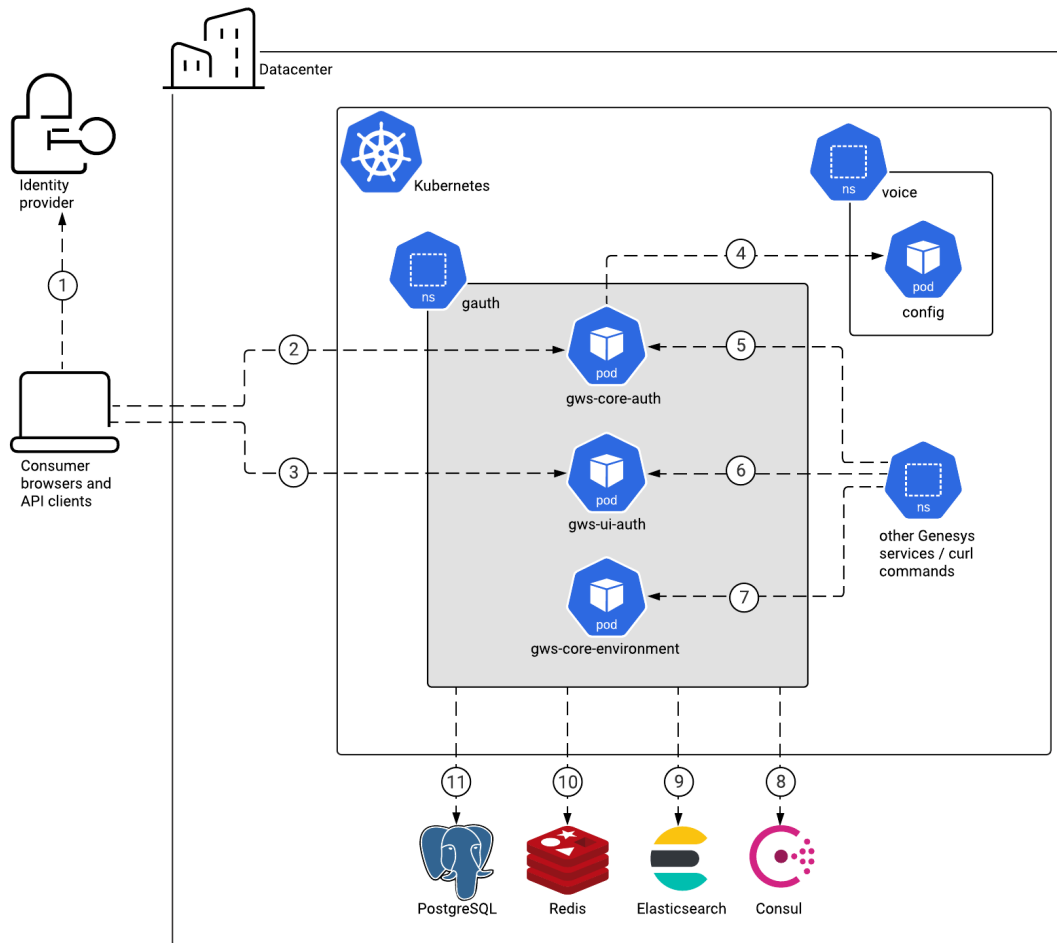 Datacenter
Identity
provider
Kubernetes
ns
voice
pod
config
ns
gauth
1
2
3
4
5
6
7
pod
gws-core-auth
pod
gws-ui-auth
pod
gws-core-environment
Consumer
browsers and
API clients
ns
other Genesys
services / curl
commands
11
10
9
8
PostgreSQL
Redis
Elasticsearch
Consul